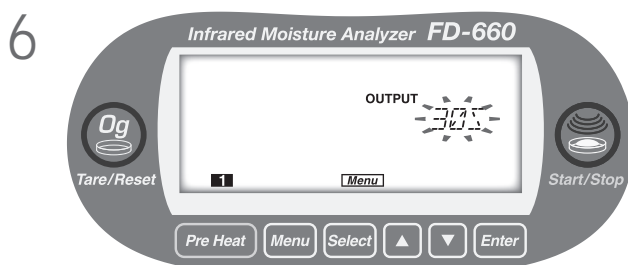 6
Infrared Moisture Analyzer FD-660
OUTPUT
30S
0g
Tare/Reset
Start/Stop
1
Menu
Pre Heat Menu Select ▲ ▼ Enter